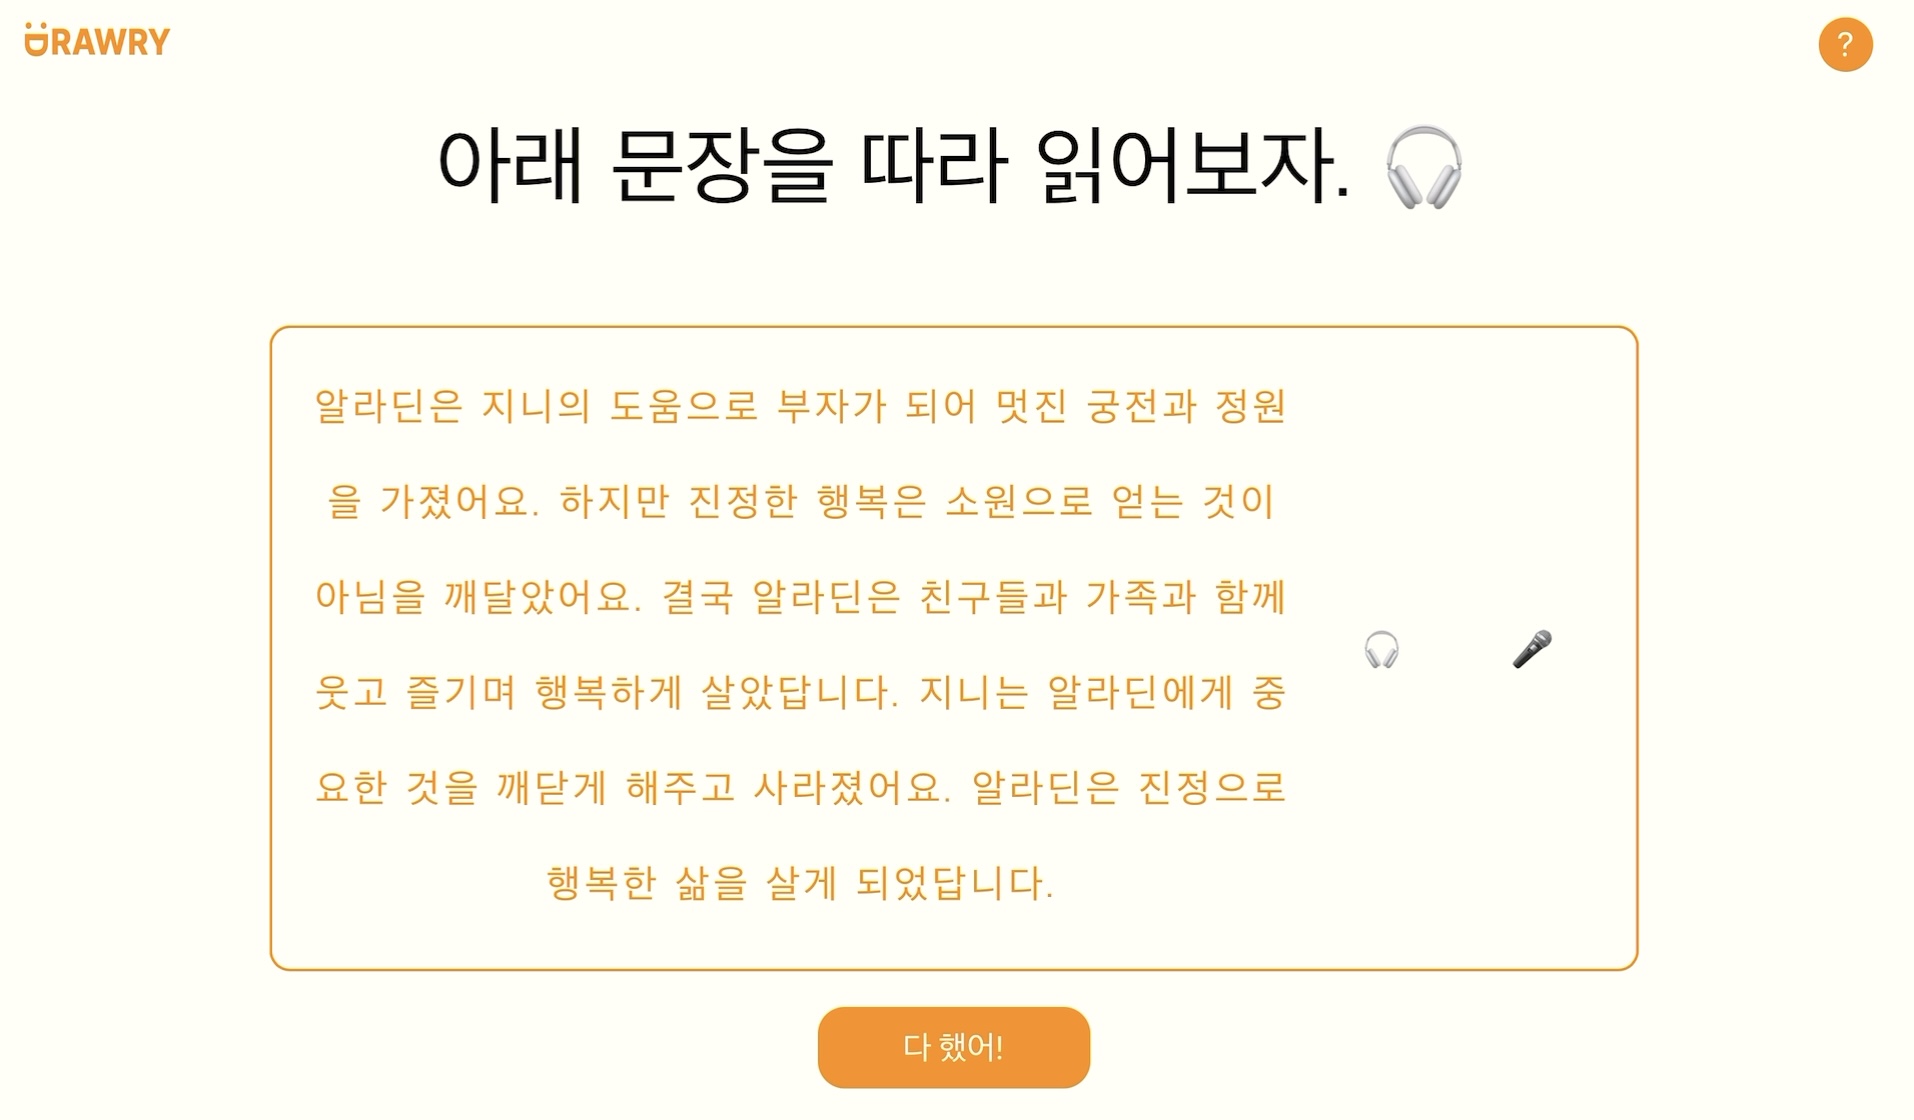 DRAWRY
?
아래 문장을 따라 읽어보자. 🎧
알라딘은 지니의 도움으로 부자가 되어 멋진 궁전과 정원
을 가졌어요. 하지만 진정한 행복은 소원으로 얻는 것이
아님을 깨달았어요. 결국 알라딘은 친구들과 가족과 함께
웃고 즐기며 행복하게 살았답니다. 지니는 알라딘에게 중
요한 것을 깨닫게 해주고 사라졌어요. 알라딘은 진정으로
행복한 삶을 살게 되었답니다.
다 했어!